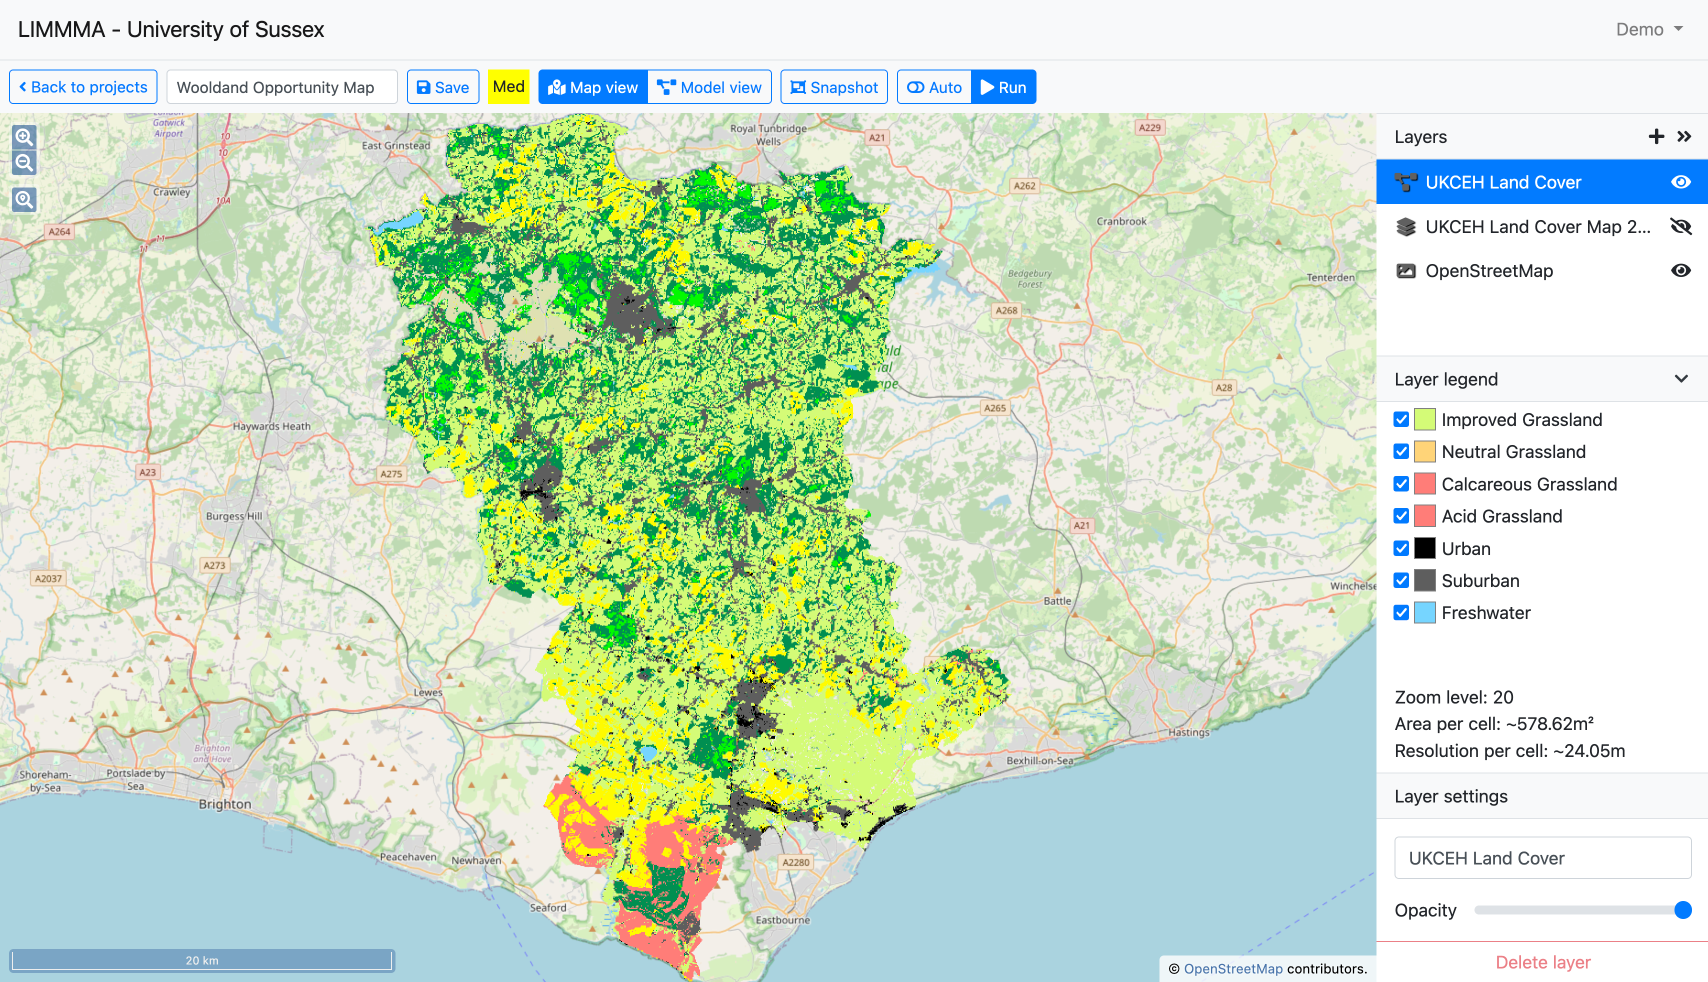 LIMMMA - University of Sussex
Demo
Back to projects
Wooldand Opportunity Map
Save
Med
Map view
Model view
Snapshot
Auto
Run
Gatwick
Airport
East Grinstead
Royal Tunbridge
Wells
A21
A229
Crawley
10
10
10A
A262
A264
11
11
Cranbrook
Bedgebury
Forest
Tenterden
A268
A28
A265
Haywards Heath
A275
A23
Burgess Hill
A21
A273
A2037
Battle
Winchelse
Lewes
Hastings
Brighton
and Hove
Bexhill-on-Sea
Shoreham-
by-Sea
Portslade by
Sea
Brighton
Peacehaven
Newhaven
A2280
Seaford
Eastbourne
20 km
© OpenStreetMap contributors.
Layers
UKCEH Land Cover
UKCEH Land Cover Map 2...
OpenStreetMap
Layer legend
Improved Grassland
Neutral Grassland
Calcareous Grassland
Acid Grassland
Urban
Suburban
Freshwater
Zoom level: 20
Area per cell: ~578.62m²
Resolution per cell: ~24.05m
Layer settings
UKCEH Land Cover
Opacity
Delete layer